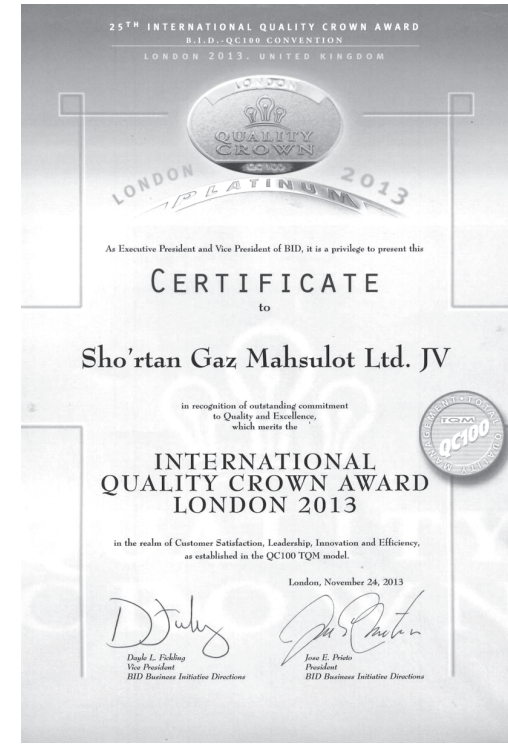 25TH INTERNATIONAL QUALITY CROWN AWARD
B.I.D.-QC100 CONVENTION
LONDON 2013. UNITED KINGDOM
LONDON
QUALITY
CROWN
QC100
LONDON PLATINUM 2013
As Executive President and Vice President of BID, it is a privilege to present this
CERTIFICATE
to
Sho'rtan Gaz Mahsulot Ltd. JV
in recognition of outstanding commitment
to Quality and Excellence,
which merits the
MANAGEMENT • TOTAL QUALITY
TQM
QC100
INTERNATIONAL
QUALITY CROWN AWARD
LONDON 2013
in the realm of Customer Satisfaction, Leadership, Innovation and Efficiency,
as established in the QC100 TQM model.
London, November 24, 2013
Dayle L. Fickling
Vice President
BID Business Initiative Directions
Jose E. Prieto
President
BID Business Initiative Directions